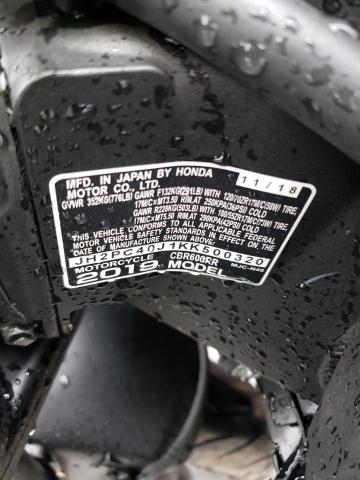 MFD. IN JAPAN BY HONDA
MOTOR CO., LTD. 11/18
GVWR 352KG(776LB) GAWR F132KG(291LB) WITH 120/70ZR17M/C(58W) TIRE
17M/C×MT3.50 RIM.AT 250KPA(36PSI) COLD
GAWR R220KG(485LB) WITH 180/55ZR17M/C(73W) TIRE
17M/C×MT5.50 RIM.AT 290KPA(42PSI) COLD
THIS VEHICLE CONFORMS TO ALL APPLICABLE FEDERAL
MOTOR VEHICLE SAFETY STANDARDS IN EFFECT ON THE
DATE OF MANUFACTURE SHOWN ABOVE.
JH2PC40J1KK500320
MOTORCYCLE CBR600RR MJC-N40
2019 MODEL